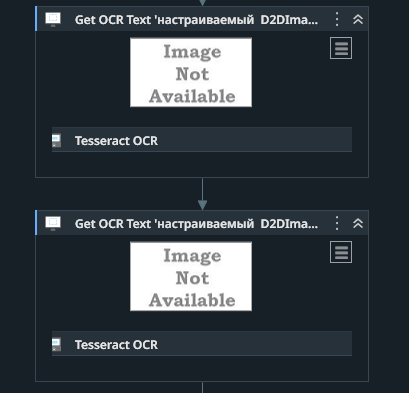 Get OCR Text 'настраиваемый D2DIma...
Image
Not
Available
Tesseract OCR
Get OCR Text 'настраиваемый D2DIma...
Image
Not
Available
Tesseract OCR